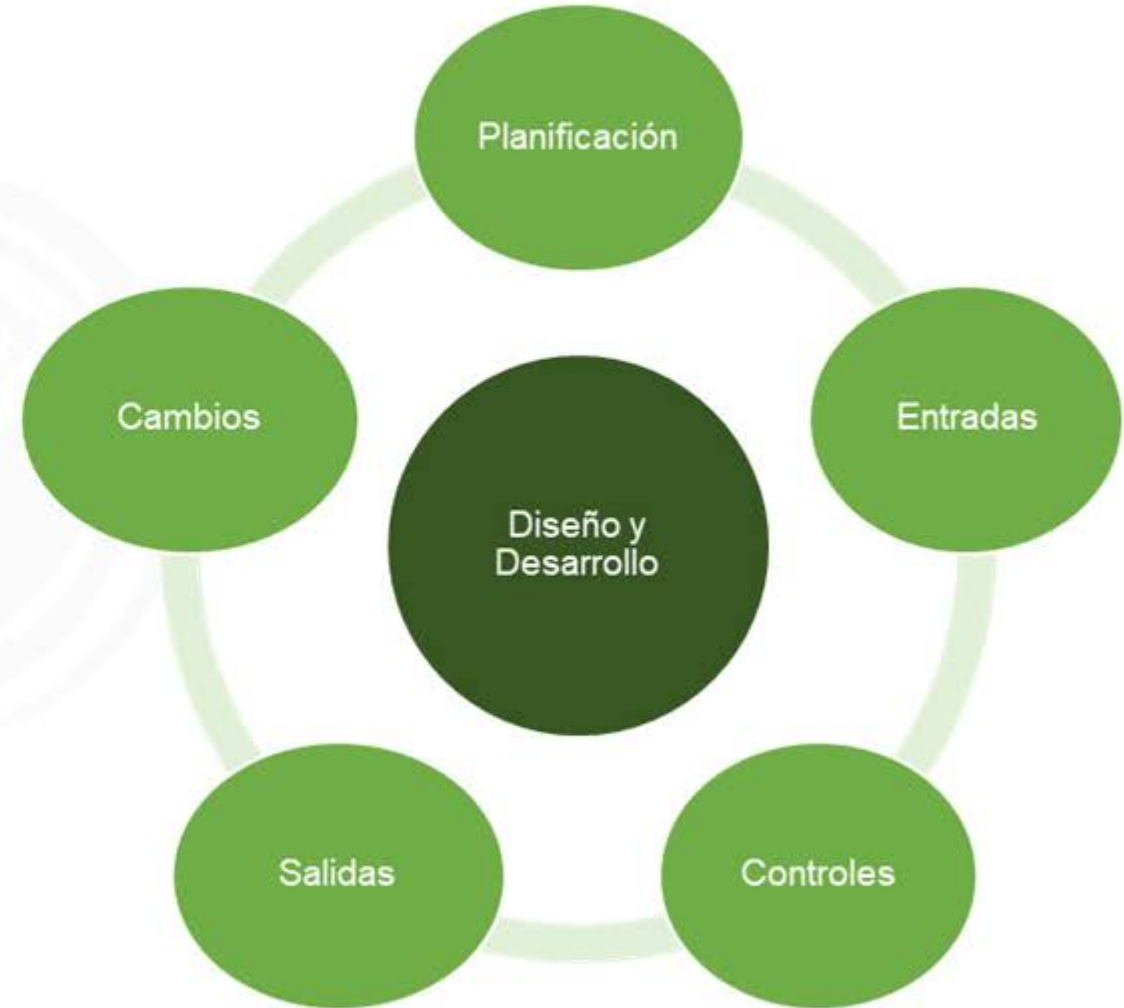 Planificación
Entradas
Controles
Salidas
Cambios
Diseño y
Desarrollo